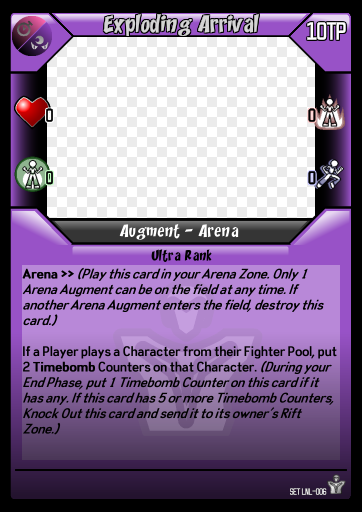 Exploding Arrival
10TP
0
0
0
0
Augment - Arena
Ultra Rank
Arena >> (Play this card in your Arena Zone. Only 1
Arena Augment can be on the field at any time. If
another Arena Augment enters the field, destroy this
card.)
If a Player plays a Character from their Fighter Pool, put
2 Timebomb Counters on that Character. (During your
End Phase, put 1 Timebomb Counter on this card if it
has any. If this card has 5 or more Timebomb Counters,
Knock Out this card and send it to its owner's Rift
Zone.)
SET LNL-006